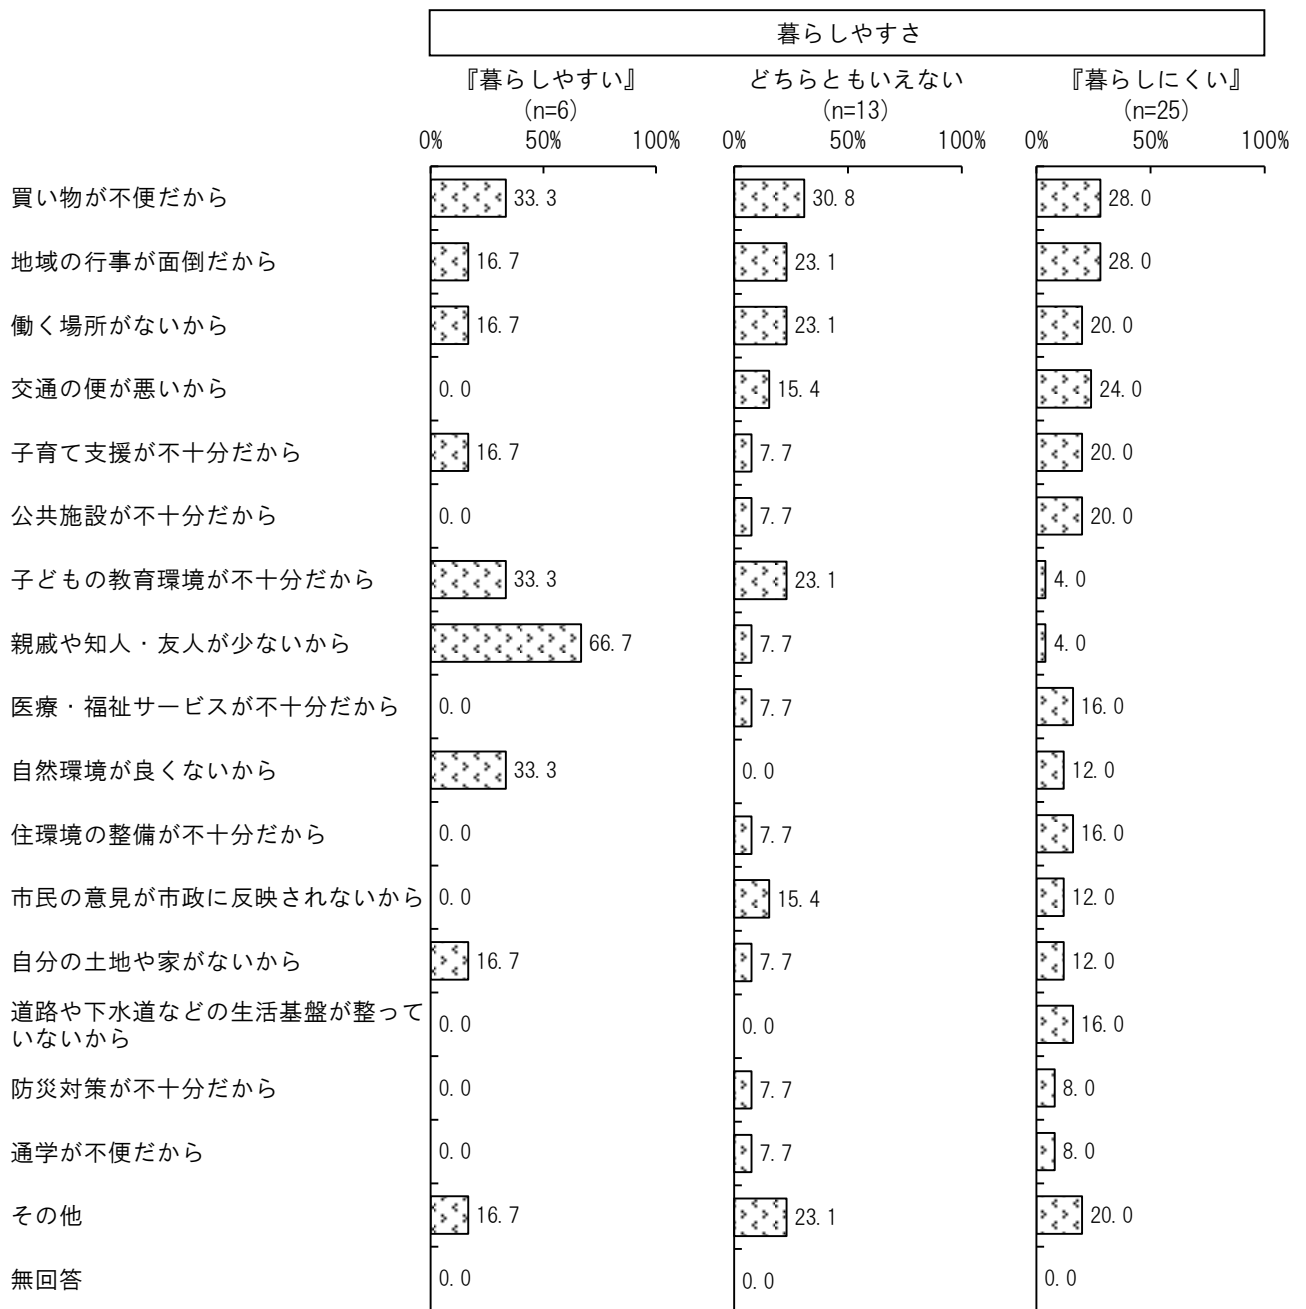 暮らしやすさ
『暮らしやすい』 どちらともいえない 『暮らしにくい』
(n=6) (n=13) (n=25)
0% 50% 100% 0% 50% 100% 0% 50% 100%
買い物が不便だから 33.3 30.8 28.0
地域の行事が面倒だから 16.7 23.1 28.0
働く場所がないから 16.7 23.1 20.0
交通の便が悪いから 0.0 15.4 24.0
子育て支援が不十分だから 16.7 7.7 20.0
公共施設が不十分だから 0.0 7.7 20.0
子どもの教育環境が不十分だから 33.3 23.1 4.0
親戚や知人・友人が少ないから 66.7 7.7 4.0
医療・福祉サービスが不十分だから 0.0 7.7 16.0
自然環境が良くないから 33.3 0.0 12.0
住環境の整備が不十分だから 0.0 7.7 16.0
市民の意見が市政に反映されないから 0.0 15.4 12.0
自分の土地や家がないから 16.7 7.7 12.0
道路や下水道などの生活基盤が整って
いないから 0.0 0.0 16.0
防災対策が不十分だから 0.0 7.7 8.0
通学が不便だから 0.0 7.7 8.0
その他 16.7 23.1 20.0
無回答 0.0 0.0 0.0